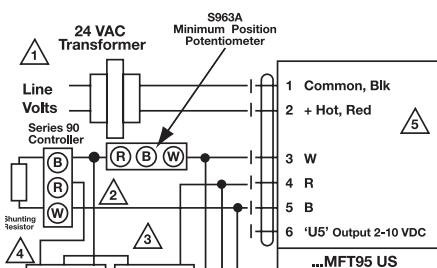 S963A
Minimum Position
Potentiometer
24 VAC
Transformer
1
Line
Volts
Series 90
Controller
B
R
W
R B W
Shunting
Resistor
2
3
4
5
1 Common, Blk
2 + Hot, Red
3 W
4 R
5 B
6 'U5' Output 2-10 VDC
...MFT95 US